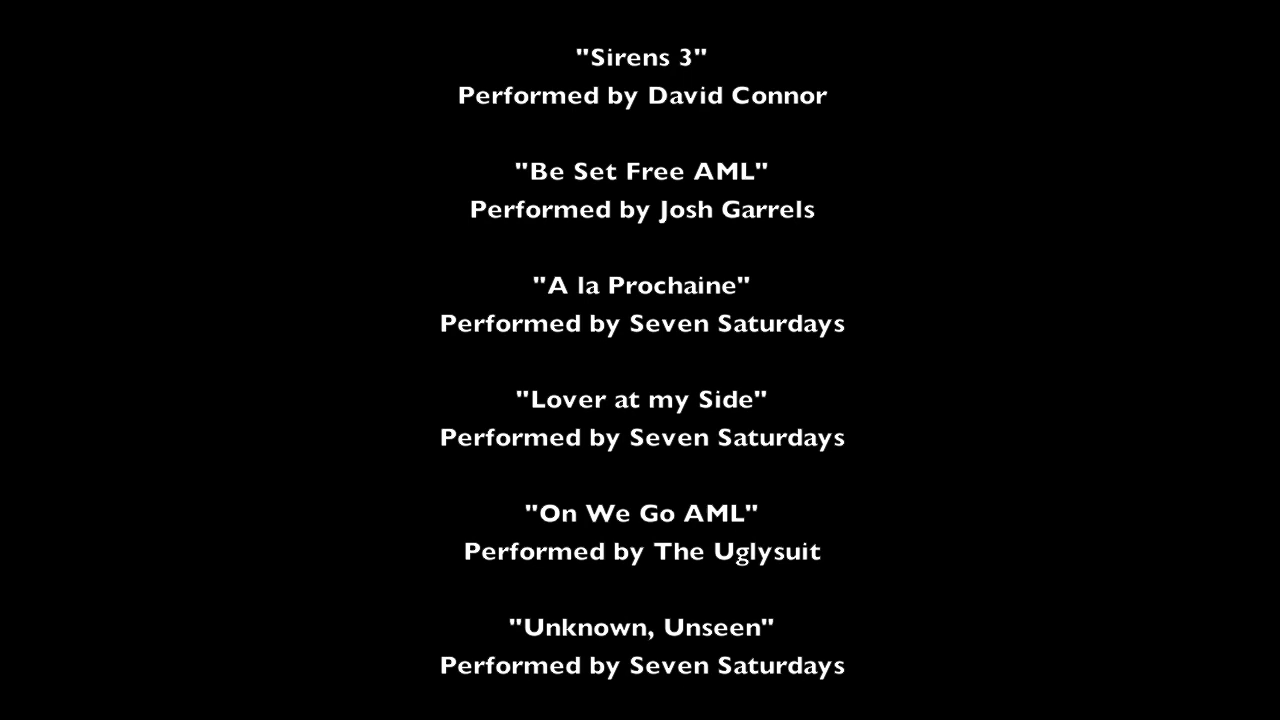 "Sirens 3"
Performed by David Connor
"Be Set Free AML"
Performed by Josh Garrels
"A la Prochaine"
Performed by Seven Saturdays
"Lover at my Side"
Performed by Seven Saturdays
"On We Go AML"
Performed by The Uglysuit
"Unknown, Unseen"
Performed by Seven Saturdays